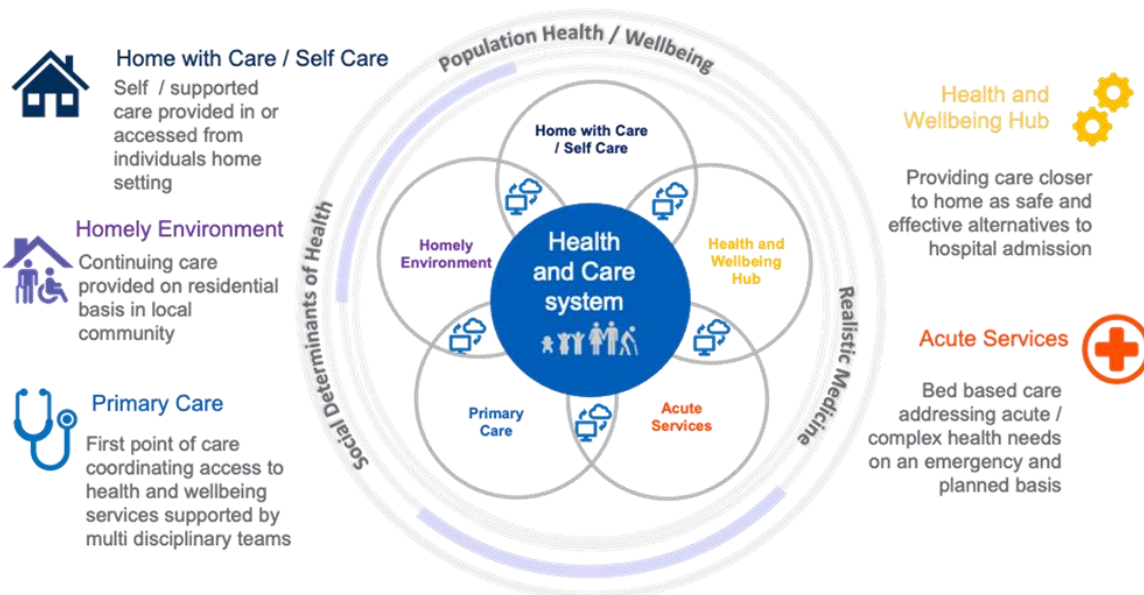 Home with Care / Self Care
Self / supported
care provided in or
accessed from
individuals home
setting
Homely Environment
Continuing care
provided on residential
basis in local
community
Primary Care
First point of care
coordinating access to
health and wellbeing
services supported by
multi disciplinary teams
Population Health / Wellbeing
Social Determinants of Health
Realistic Medicine
Home with Care
/ Self Care
Homely
Environment
Health and
Wellbeing
Hub
Health
and Care
system
Primary
Care
Acute
Services
Health and
Wellbeing Hub
Providing care closer
to home as safe and
effective alternatives to
hospital admission
Acute Services
Bed based care
addressing acute /
complex health needs
on an emergency and
planned basis